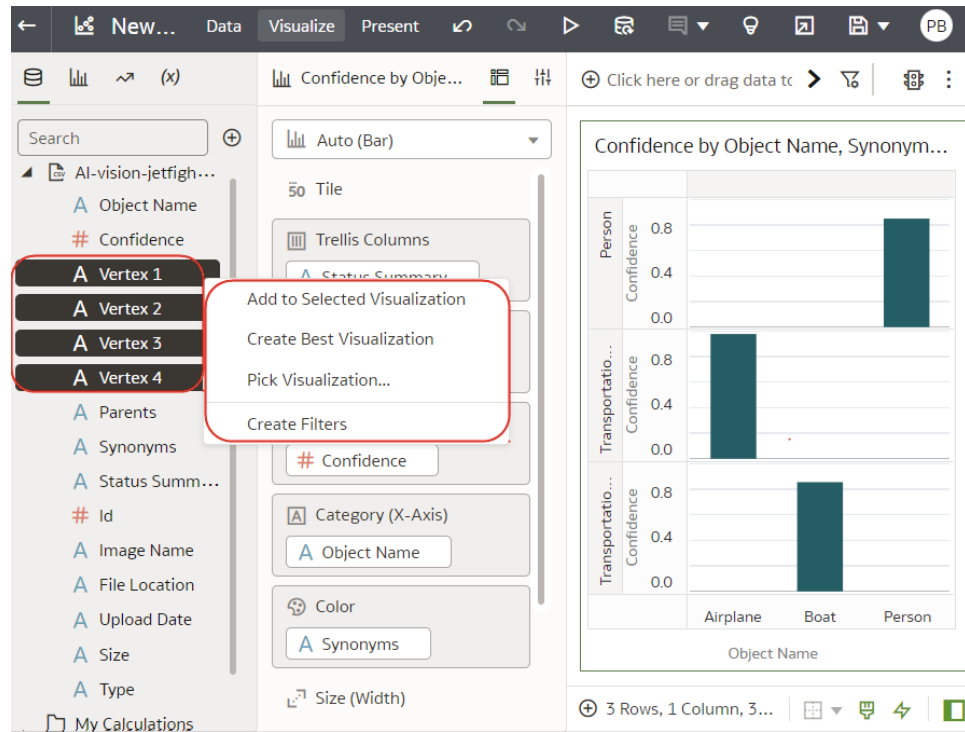 New... Data Visualize Present PB
(x)
Confidence by Obje...
Click here or drag data tc
Search
AI-vision-jetfigh...
csv
A Object Name
# Confidence
A Vertex 1
A Vertex 2
A Vertex 3
A Vertex 4
A Parents
A Synonyms
A Status Summ...
# Id
A Image Name
A File Location
A Upload Date
A Size
A Type
My Calculations
Add to Selected Visualization
Create Best Visualization
Pick Visualization...
Create Filters
Auto (Bar)
50 Tile
Trellis Columns
A Status Summary
# Confidence
A Category (X-Axis)
A Object Name
Color
A Synonyms
Size (Width)
Confidence by Object Name, Synonym...
Person
Confidence
0.8
0.4
0.0
Transportatio...
Confidence
0.8
0.4
0.0
Transportatio...
Confidence
0.8
0.4
0.0
Airplane Boat Person
Object Name
3 Rows, 1 Column, 3...